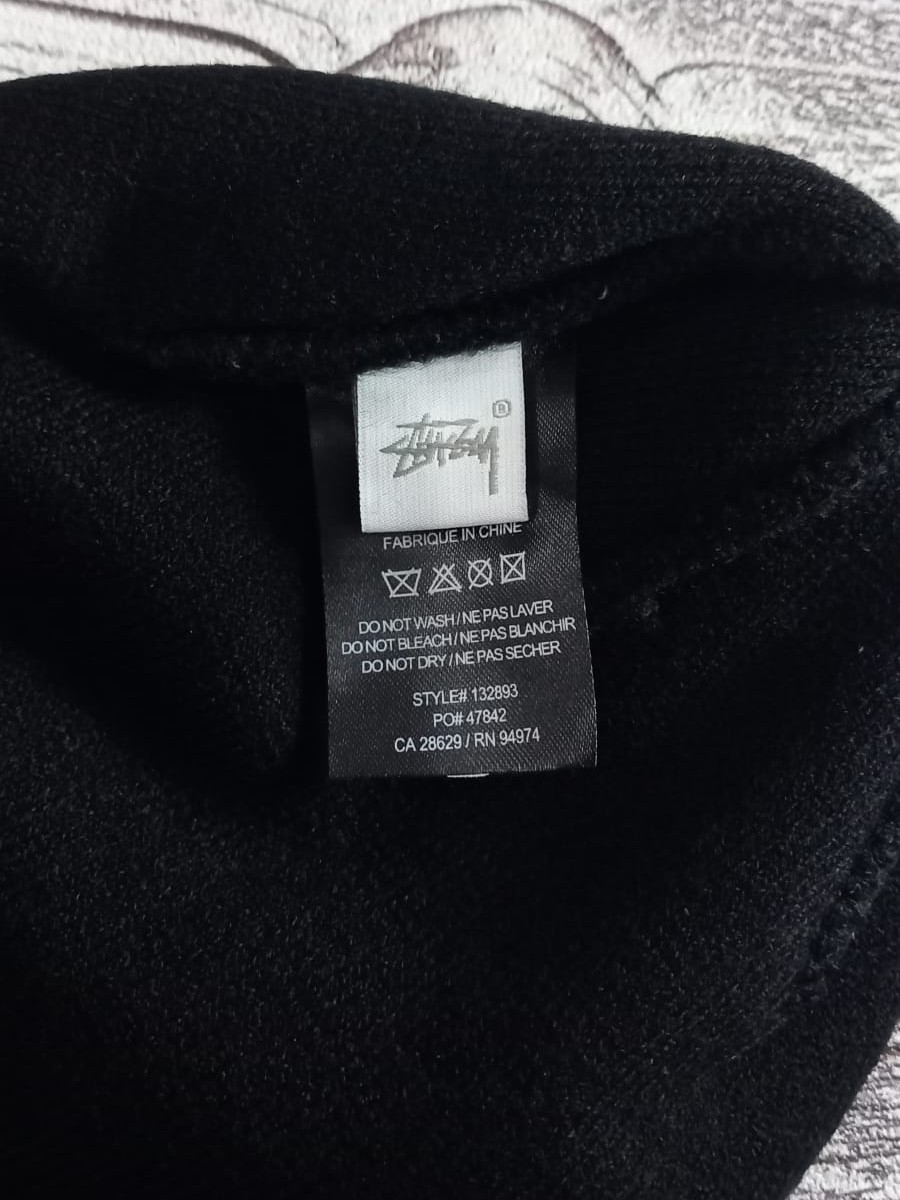 STUSSY ®
FABRIQUE IN CHINE
DO NOT WASH / NE PAS LAVER
DO NOT BLEACH / NE PAS BLANCHIR
DO NOT DRY / NE PAS SECHER
STYLE# 132893
PO# 47842
CA 28629 / RN 94974